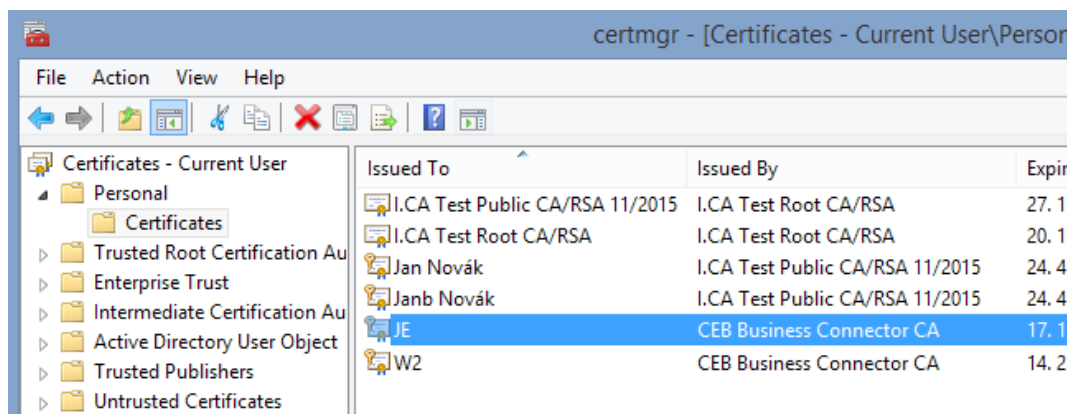 certmgr - [Certificates - Current User\Person
File Action View Help
Certificates - Current User
Personal
Certificates
Trusted Root Certification Au
Enterprise Trust
Intermediate Certification Au
Active Directory User Object
Trusted Publishers
Untrusted Certificates
Issued To Issued By Expir
I.CA Test Public CA/RSA 11/2015 I.CA Test Root CA/RSA 27. 1
I.CA Test Root CA/RSA I.CA Test Root CA/RSA 20. 1
Jan Novák I.CA Test Public CA/RSA 11/2015 24. 4
Janb Novák I.CA Test Public CA/RSA 11/2015 24. 4
JE CEB Business Connector CA 17. 1
W2 CEB Business Connector CA 14. 2